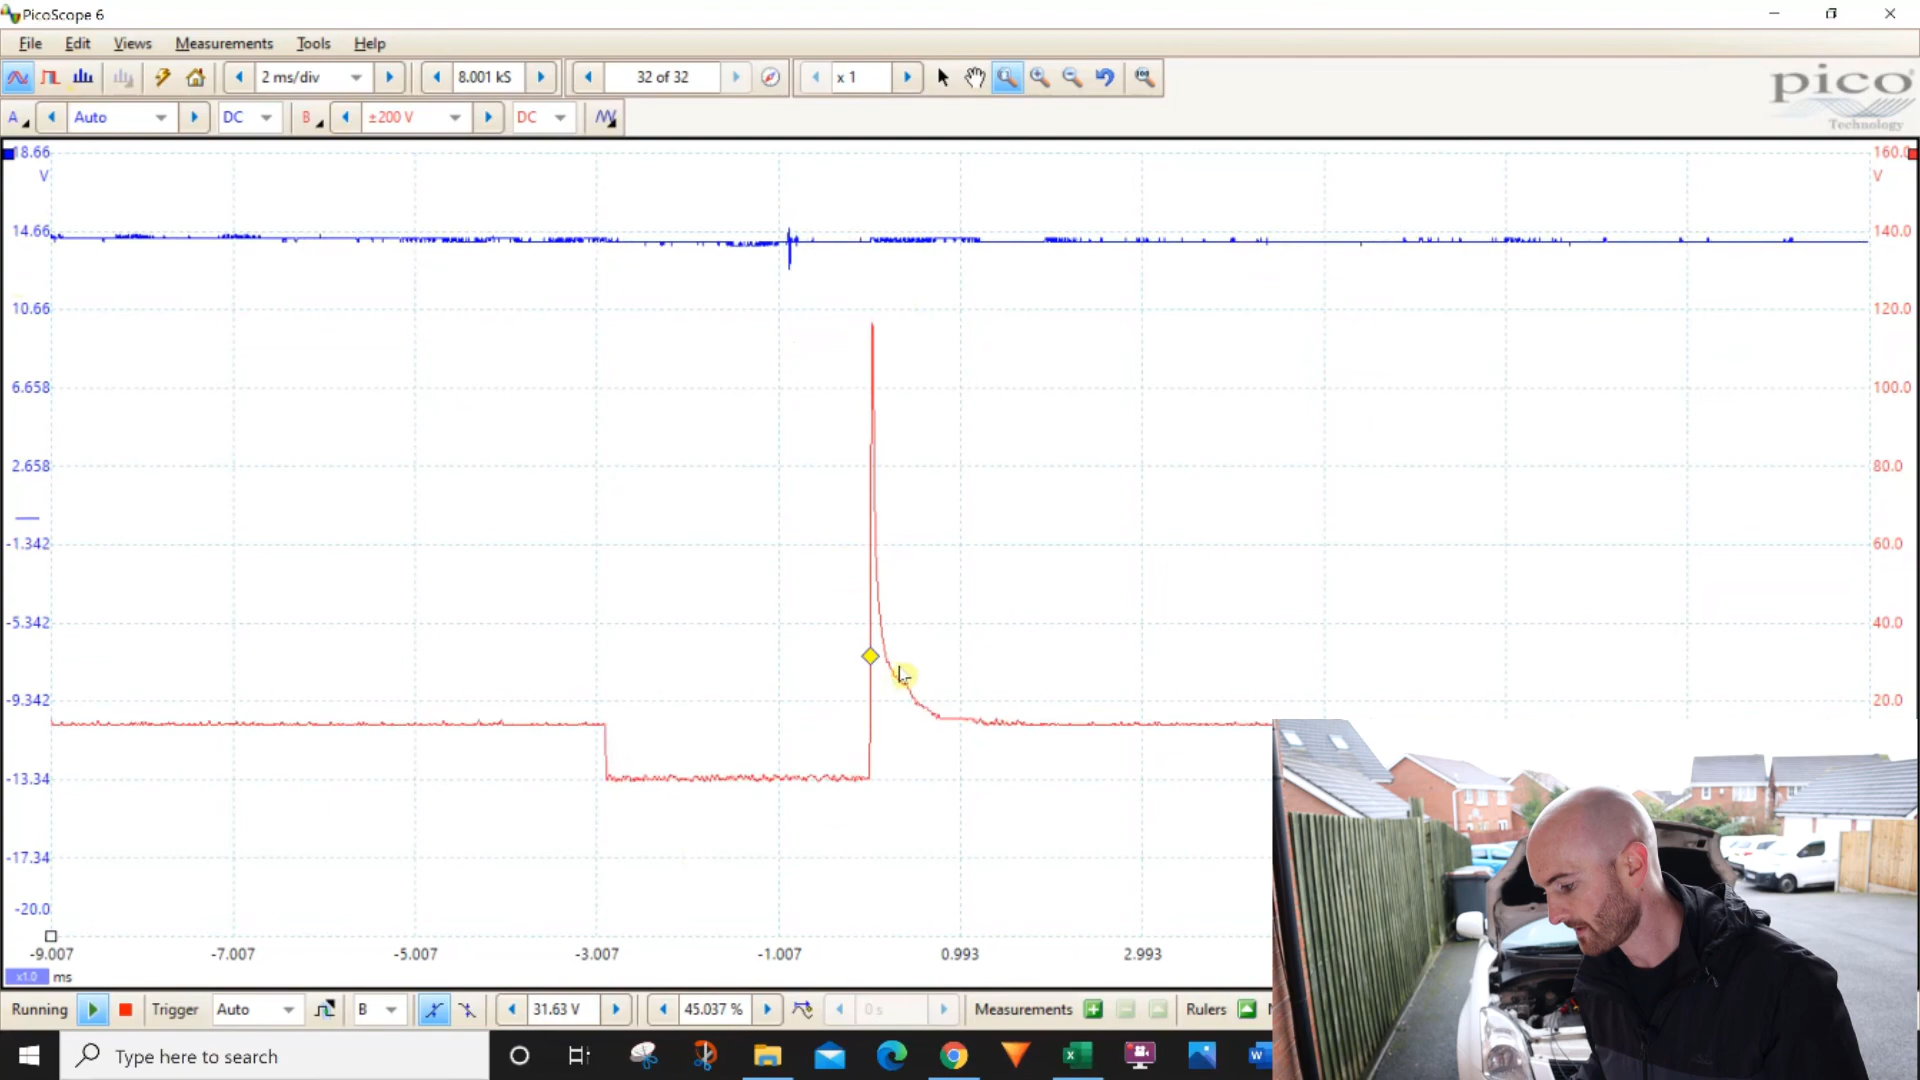 PicoScope 6
File Edit Views Measurements Tools Help
2 ms/div 8.001 kS 32 of 32 x 1
pico
Technology
A Auto DC B ±200 V DC
18.66
V
14.66
10.66
6.658
2.658
-1.342
-5.342
-9.342
-13.34
-17.34
-20.0
160.0
V
140.0
120.0
100.0
80.0
60.0
40.0
20.0
-9.007 -7.007 -5.007 -3.007 -1.007 0.993 2.993
x1.0 ms
Running Trigger Auto B 31.63 V 45.037 % 0 s Measurements Rulers
Type here to search